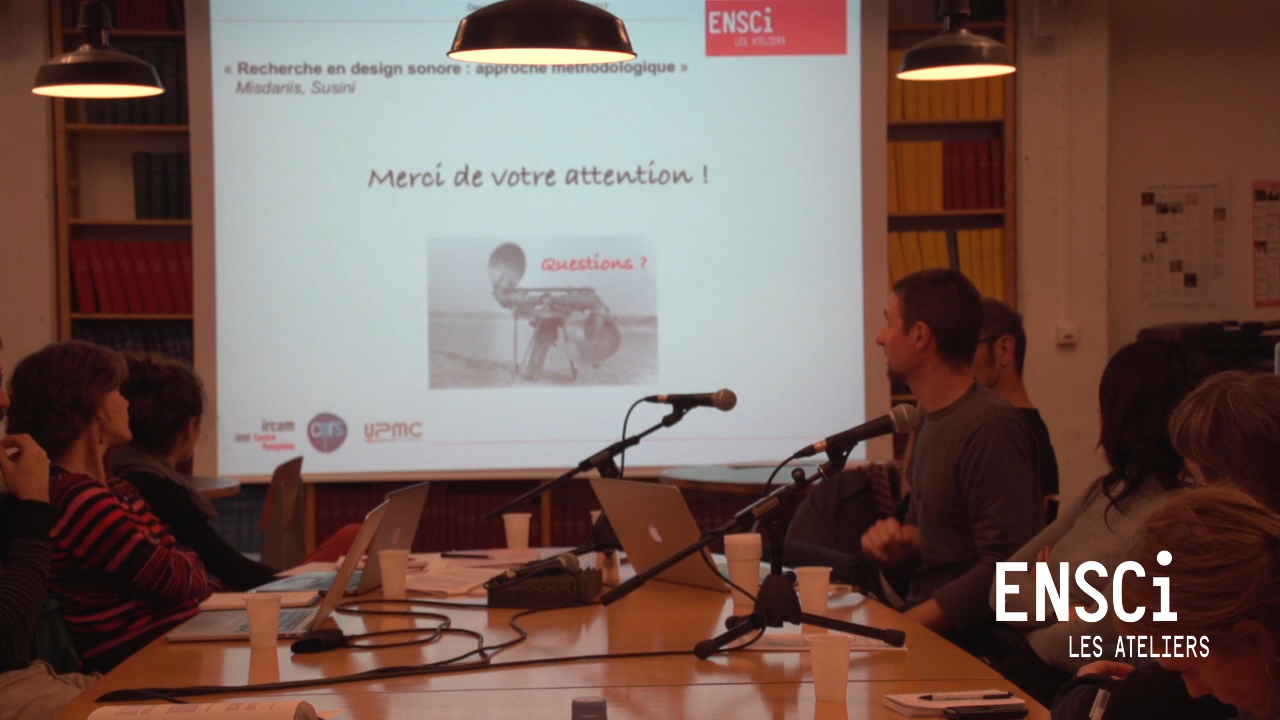 ENSCi
LES ATELIERS
« Recherche en design sonore : approche méthodologique »
Misdariis, Susini
Merci de votre attention !
Questions ?
ircam
Centre
Pompidou
cnrs
UPMC
ENSCi
LES ATELIERS